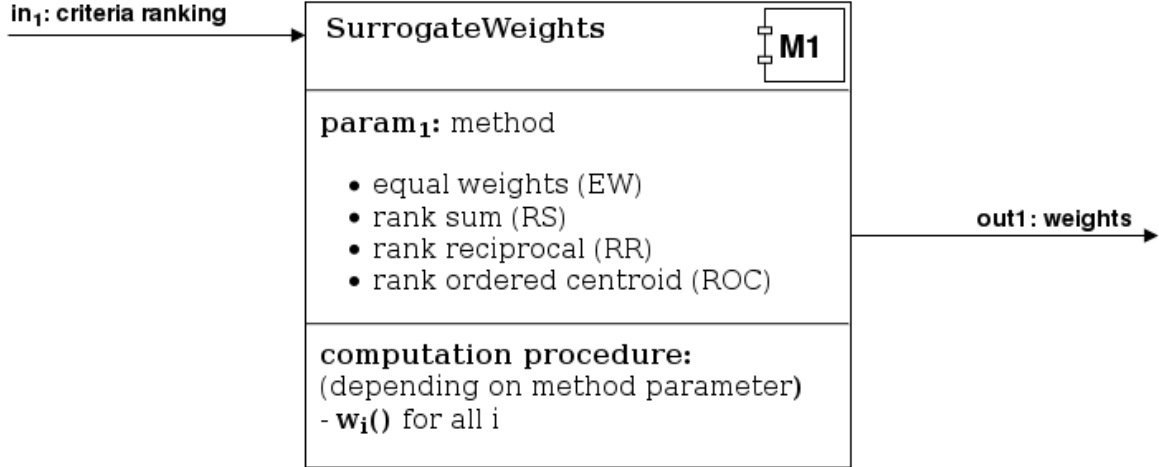 in₁: criteria ranking
SurrogateWeights
M1
param₁: method
• equal weights (EW)
• rank sum (RS)
• rank reciprocal (RR)
• rank ordered centroid (ROC)
out1: weights
computation procedure:
(depending on method parameter)
- wᵢ() for all i